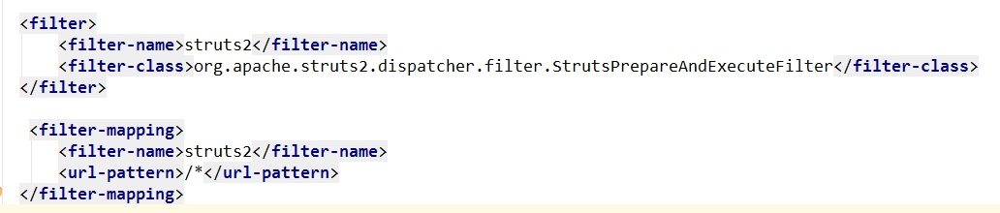 <filter>
<filter-name>struts2</filter-name>
<filter-class>org.apache.struts2.dispatcher.filter.StrutsPrepareAndExecuteFilter</filter-class>
</filter>
<filter-mapping>
<filter-name>struts2</filter-name>
<url-pattern>/*</url-pattern>
</filter-mapping>